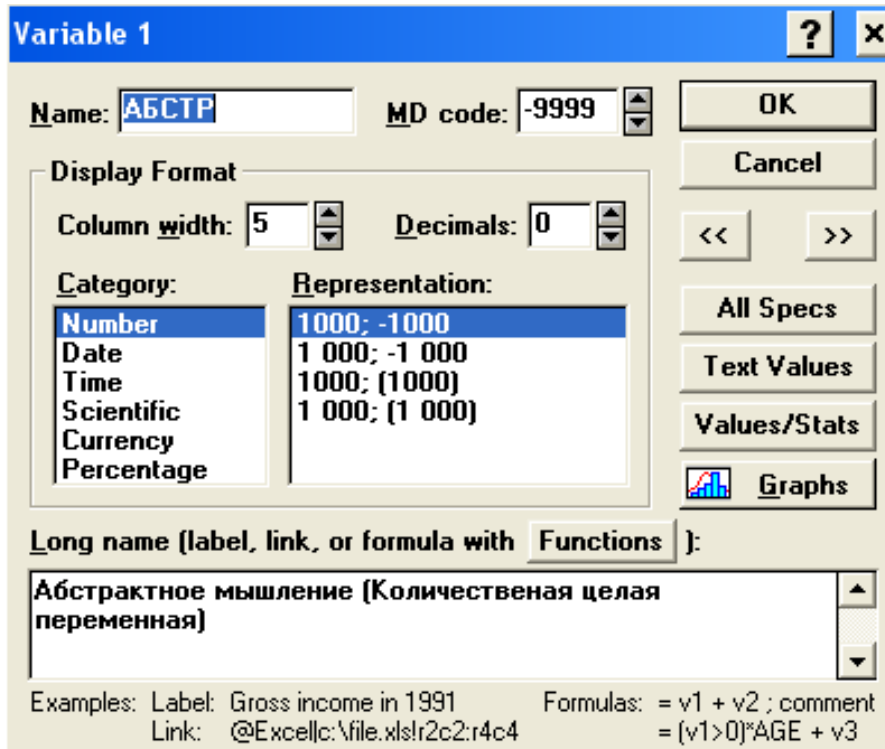 Variable 1 ? ×
Name: АБСТР MD code: -9999 OK
Cancel
Display Format
Column width: 5 Decimals: 0 << >>
Category: Representation:
Number 1000; -1000 All Specs
Date 1 000; -1 000
Time 1000; (1000) Text Values
Scientific 1 000; (1 000)
Currency Values/Stats
Percentage Graphs
Long name (label, link, or formula with Functions ):
Абстрактное мышление (Количественая целая
переменная)
Examples: Label: Gross income in 1991 Formulas: = v1 + v2 ; comment
Link: @Excel|c:\file.xls!r2c2:r4c4 = (v1>0)*AGE + v3